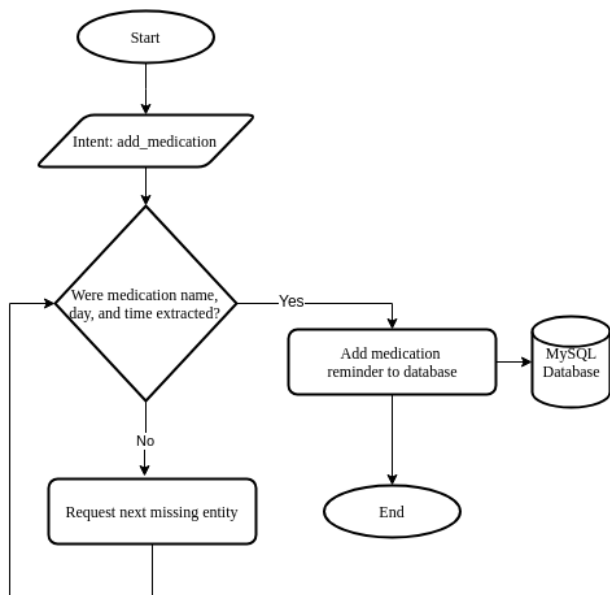 Start
Intent: add_medication
Were medication name,
day, and time extracted?
Yes
Add medication
reminder to database
MySQL
Database
No
Request next missing entity
End